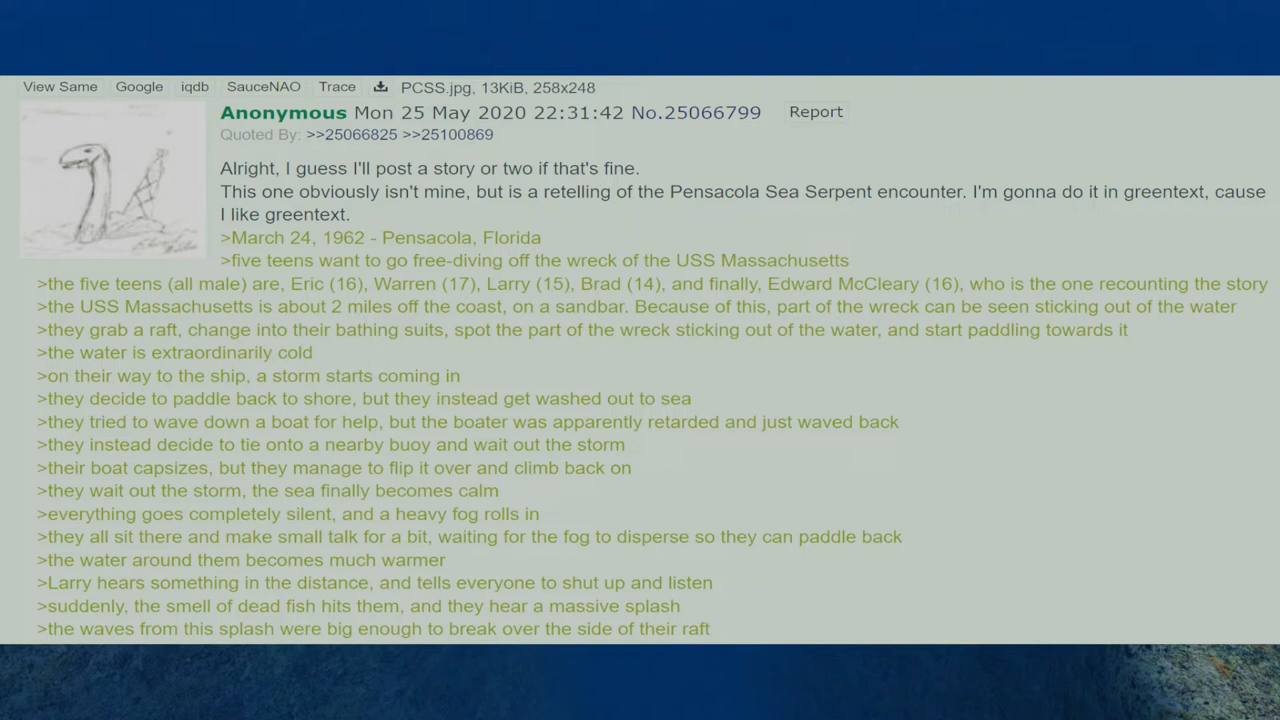 View Same Google iqdb SauceNAO Trace PCSS.jpg, 13KiB, 258x248
Anonymous Mon 25 May 2020 22:31:42 No.25066799 Report
Quoted By: >>25066825 >>25100869
Alright, I guess I'll post a story or two if that's fine.
This one obviously isn't mine, but is a retelling of the Pensacola Sea Serpent encounter. I'm gonna do it in greentext, cause
I like greentext.
>March 24, 1962 - Pensacola, Florida
>five teens want to go free-diving off the wreck of the USS Massachusetts
>the five teens (all male) are, Eric (16), Warren (17), Larry (15), Brad (14), and finally, Edward McCleary (16), who is the one recounting the story
>the USS Massachusetts is about 2 miles off the coast, on a sandbar. Because of this, part of the wreck can be seen sticking out of the water
>they grab a raft, change into their bathing suits, spot the part of the wreck sticking out of the water, and start paddling towards it
>the water is extraordinarily cold
>on their way to the ship, a storm starts coming in
>they decide to paddle back to shore, but they instead get washed out to sea
>they tried to wave down a boat for help, but the boater was apparently retarded and just waved back
>they instead decide to tie onto a nearby buoy and wait out the storm
>their boat capsizes, but they manage to flip it over and climb back on
>they wait out the storm, the sea finally becomes calm
>everything goes completely silent, and a heavy fog rolls in
>they all sit there and make small talk for a bit, waiting for the fog to disperse so they can paddle back
>the water around them becomes much warmer
>Larry hears something in the distance, and tells everyone to shut up and listen
>suddenly, the smell of dead fish hits them, and they hear a massive splash
>the waves from this splash were big enough to break over the side of their raft